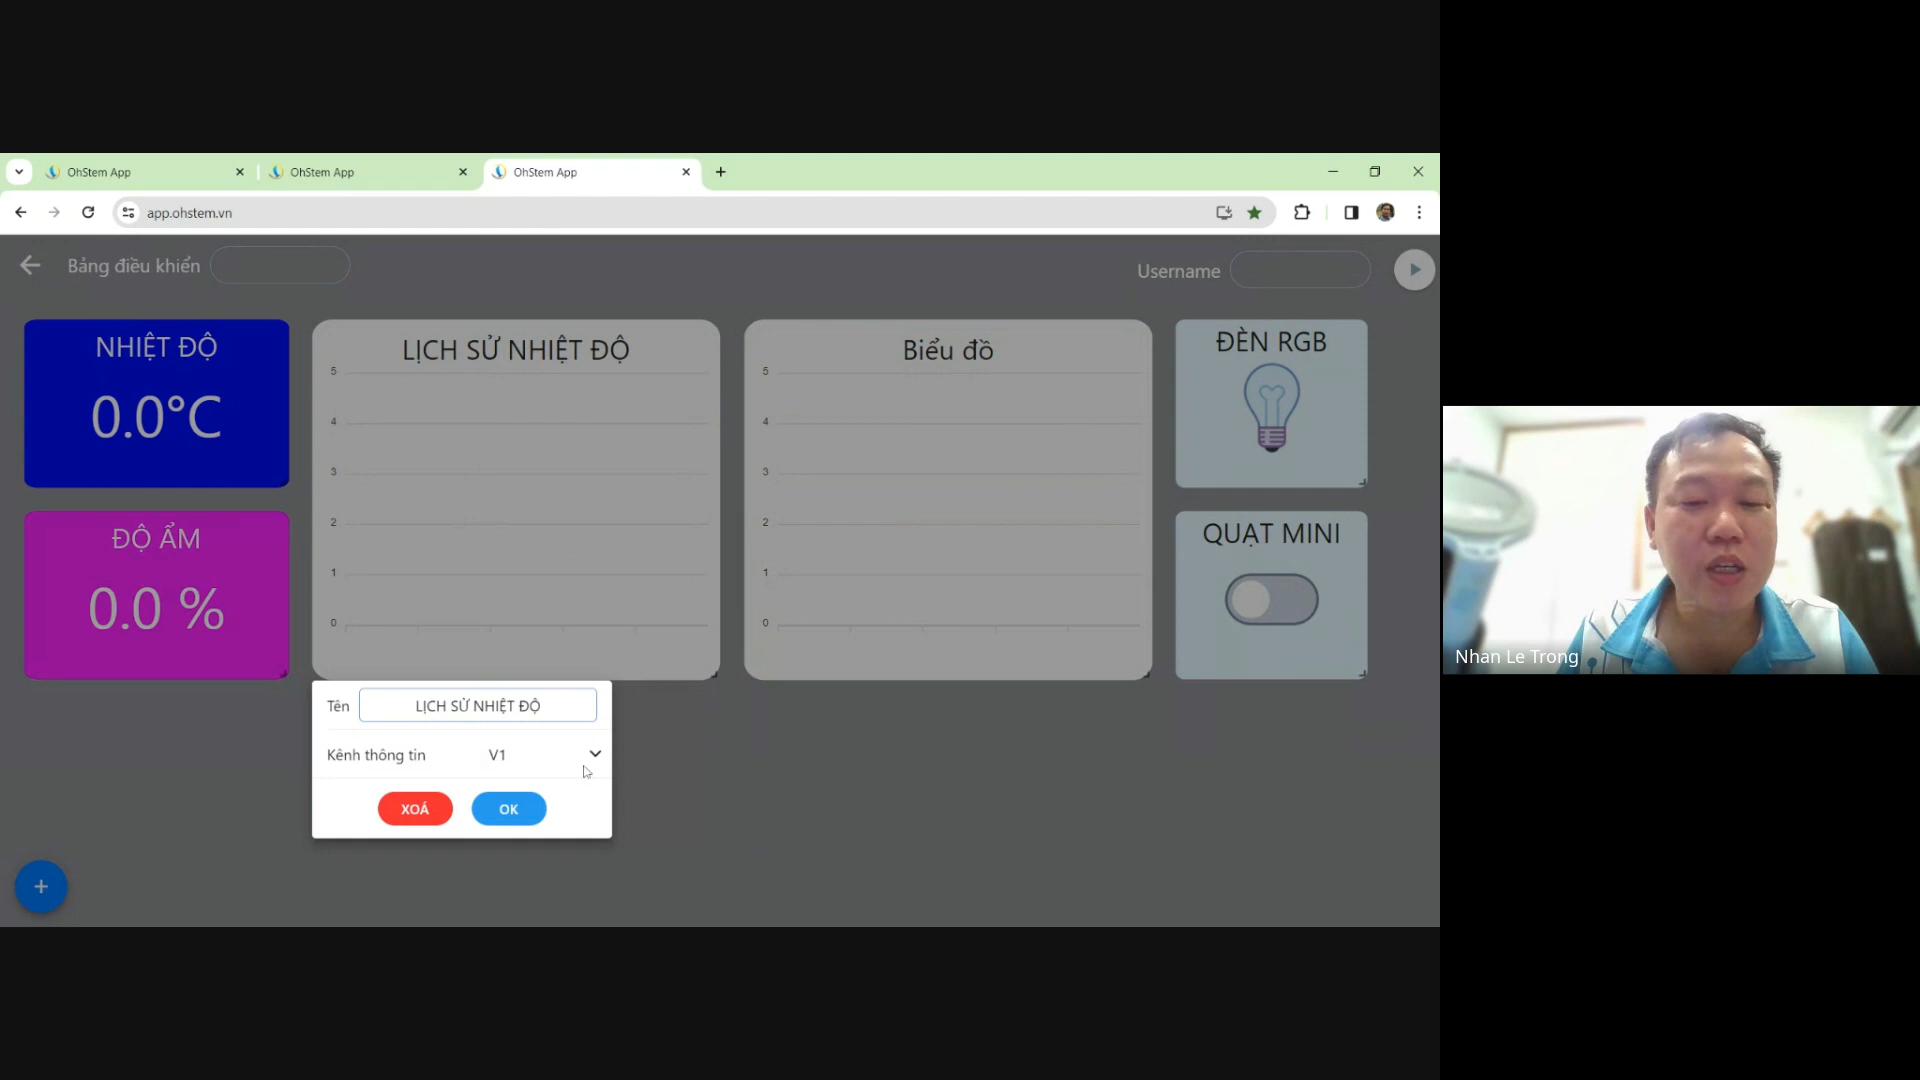 OhStem App
OhStem App
OhStem App
app.ohstem.vn
Bảng điều khiển
Username
NHIỆT ĐỘ
0.0°C
ĐỘ ẨM
0.0 %
LỊCH SỬ NHIỆT ĐỘ
5
4
3
2
1
0
Biểu đồ
5
4
3
2
1
0
ĐÈN RGB
QUẠT MINI
Tên LỊCH SỬ NHIỆT ĐỘ
Kênh thông tin V1
XOÁ OK
+
Nhan Le Trong